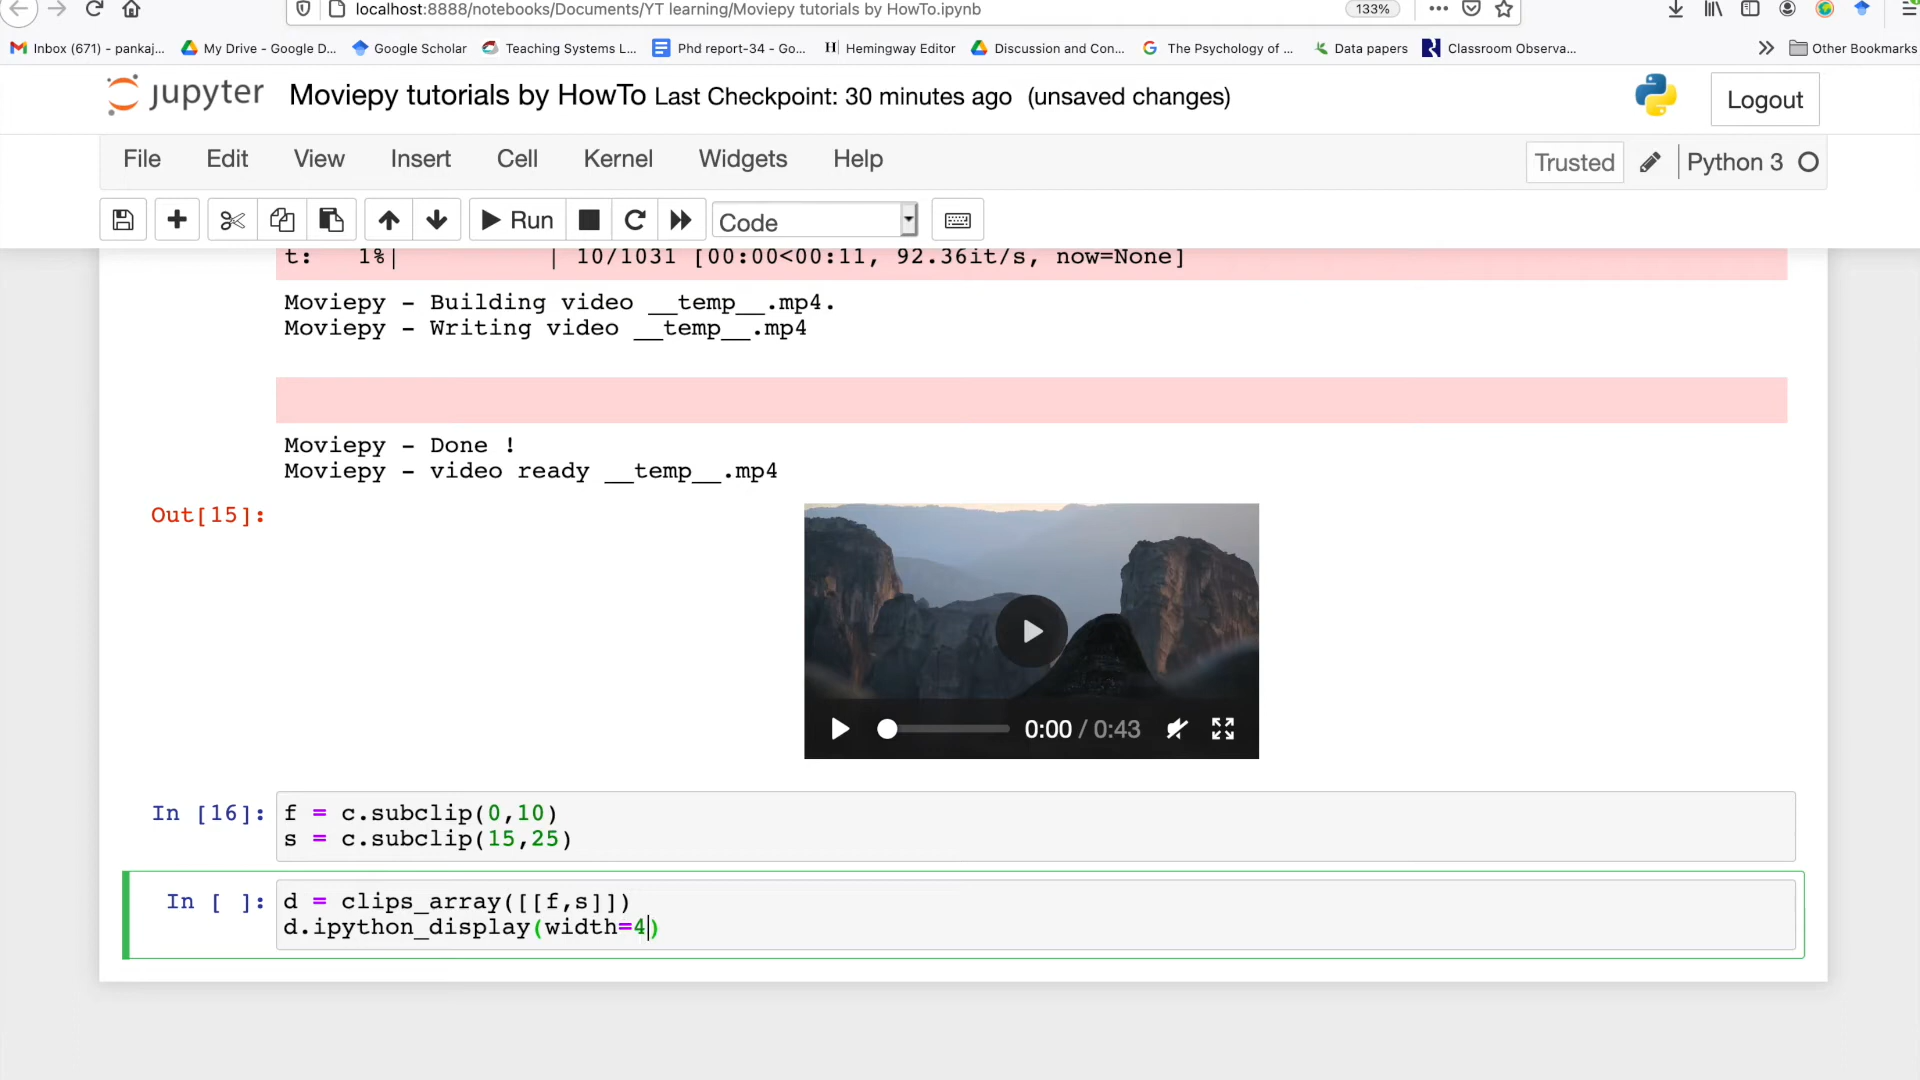 localhost:8888/notebooks/Documents/YT learning/Moviepy tutorials by HowTo.ipynb 133%
Inbox (671) - pankaj... My Drive - Google D... Google Scholar Teaching Systems L... Phd report-34 - Go... Hemingway Editor Discussion and Con... The Psychology of ... Data papers Classroom Observa... Other Bookmarks
jupyter Moviepy tutorials by HowTo Last Checkpoint: 30 minutes ago (unsaved changes) Logout
File Edit View Insert Cell Kernel Widgets Help Trusted Python 3
Run Code
t: 1%| | 10/1031 [00:00<00:11, 92.36it/s, now=None]
Moviepy - Building video __temp__.mp4.
Moviepy - Writing video __temp__.mp4
Moviepy - Done !
Moviepy - video ready __temp__.mp4
Out[15]:
0:00 / 0:43
In [16]: f = c.subclip(0,10)
s = c.subclip(15,25)
In [ ]: d = clips_array([[f,s]])
d.ipython_display(width=4)